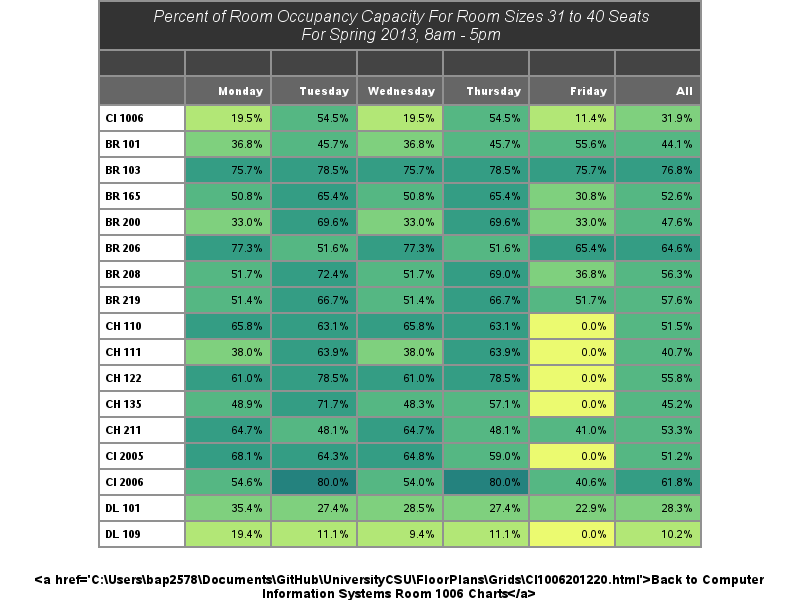 Percent of Room Occupancy Capacity For Room Sizes 31 to 40 Seats
For Spring 2013, 8am - 5pm
Monday Tuesday Wednesday Thursday Friday All
CI 1006 19.5% 54.5% 19.5% 54.5% 11.4% 31.9%
BR 101 36.8% 45.7% 36.8% 45.7% 55.6% 44.1%
BR 103 75.7% 78.5% 75.7% 78.5% 75.7% 76.8%
BR 165 50.8% 65.4% 50.8% 65.4% 30.8% 52.6%
BR 200 33.0% 69.6% 33.0% 69.6% 33.0% 47.6%
BR 206 77.3% 51.6% 77.3% 51.6% 65.4% 64.6%
BR 208 51.7% 72.4% 51.7% 69.0% 36.8% 56.3%
BR 219 51.4% 66.7% 51.4% 66.7% 51.7% 57.6%
CH 110 65.8% 63.1% 65.8% 63.1% 0.0% 51.5%
CH 111 38.0% 63.9% 38.0% 63.9% 0.0% 40.7%
CH 122 61.0% 78.5% 61.0% 78.5% 0.0% 55.8%
CH 135 48.9% 71.7% 48.3% 57.1% 0.0% 45.2%
CH 211 64.7% 48.1% 64.7% 48.1% 41.0% 53.3%
CI 2005 68.1% 64.3% 64.8% 59.0% 0.0% 51.2%
CI 2006 54.6% 80.0% 54.0% 80.0% 40.6% 61.8%
DL 101 35.4% 27.4% 28.5% 27.4% 22.9% 28.3%
DL 109 19.4% 11.1% 9.4% 11.1% 0.0% 10.2%
&lt;a href='C:\Users\bap2578\Documents\GitHub\UniversityCSU\FloorPlans\Grids\CI1006201220.html'&gt;Back to Computer
Information Systems Room 1006 Charts&lt;/a&gt;